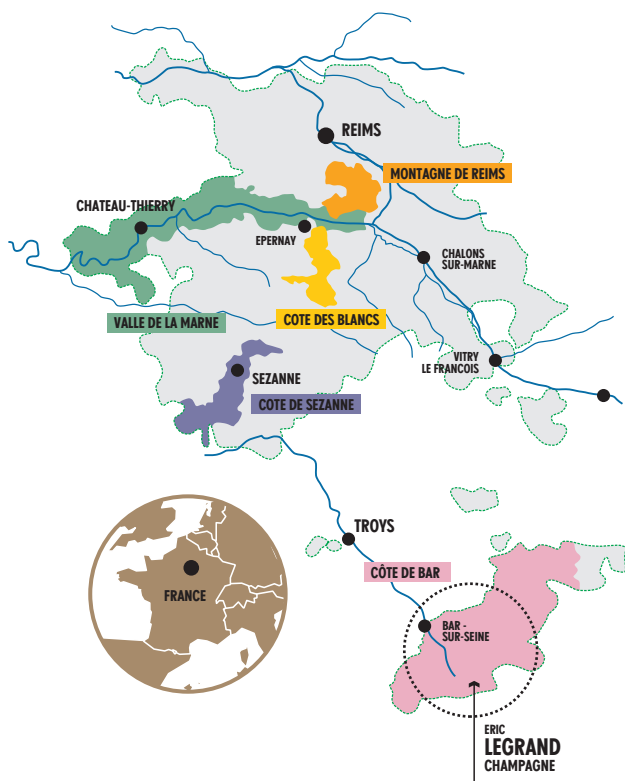 REIMS
MONTAGNE DE REIMS
CHATEAU-THIERRY
EPERNAY
CHALONS
SUR-MARNE
VALLE DE LA MARNE
COTE DES BLANCS
VITRY
LE FRANCOIS
SEZANNE
COTE DE SEZANNE
TROYS
CÔTE DE BAR
FRANCE
BAR -
SUR-SEINE
ERIC
LEGRAND
CHAMPAGNE